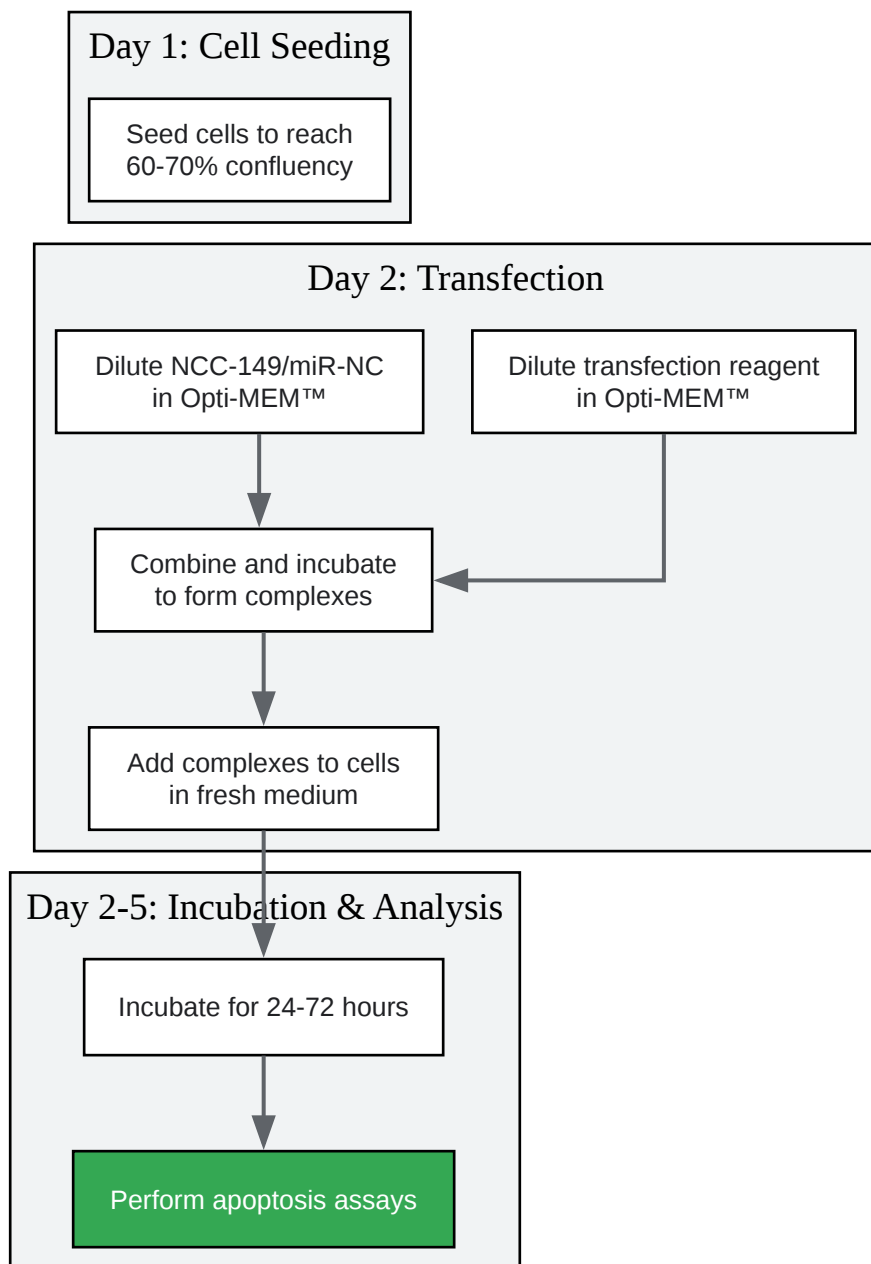 Day 1: Cell Seeding
Seed cells to reach
60-70% confluency
Day 2: Transfection
Dilute NCC-149/miR-NC
in Opti-MEM™
Dilute transfection reagent
in Opti-MEM™
Combine and incubate
to form complexes
Add complexes to cells
in fresh medium
Day 2-5: Incubation & Analysis
Incubate for 24-72 hours
Perform apoptosis assays